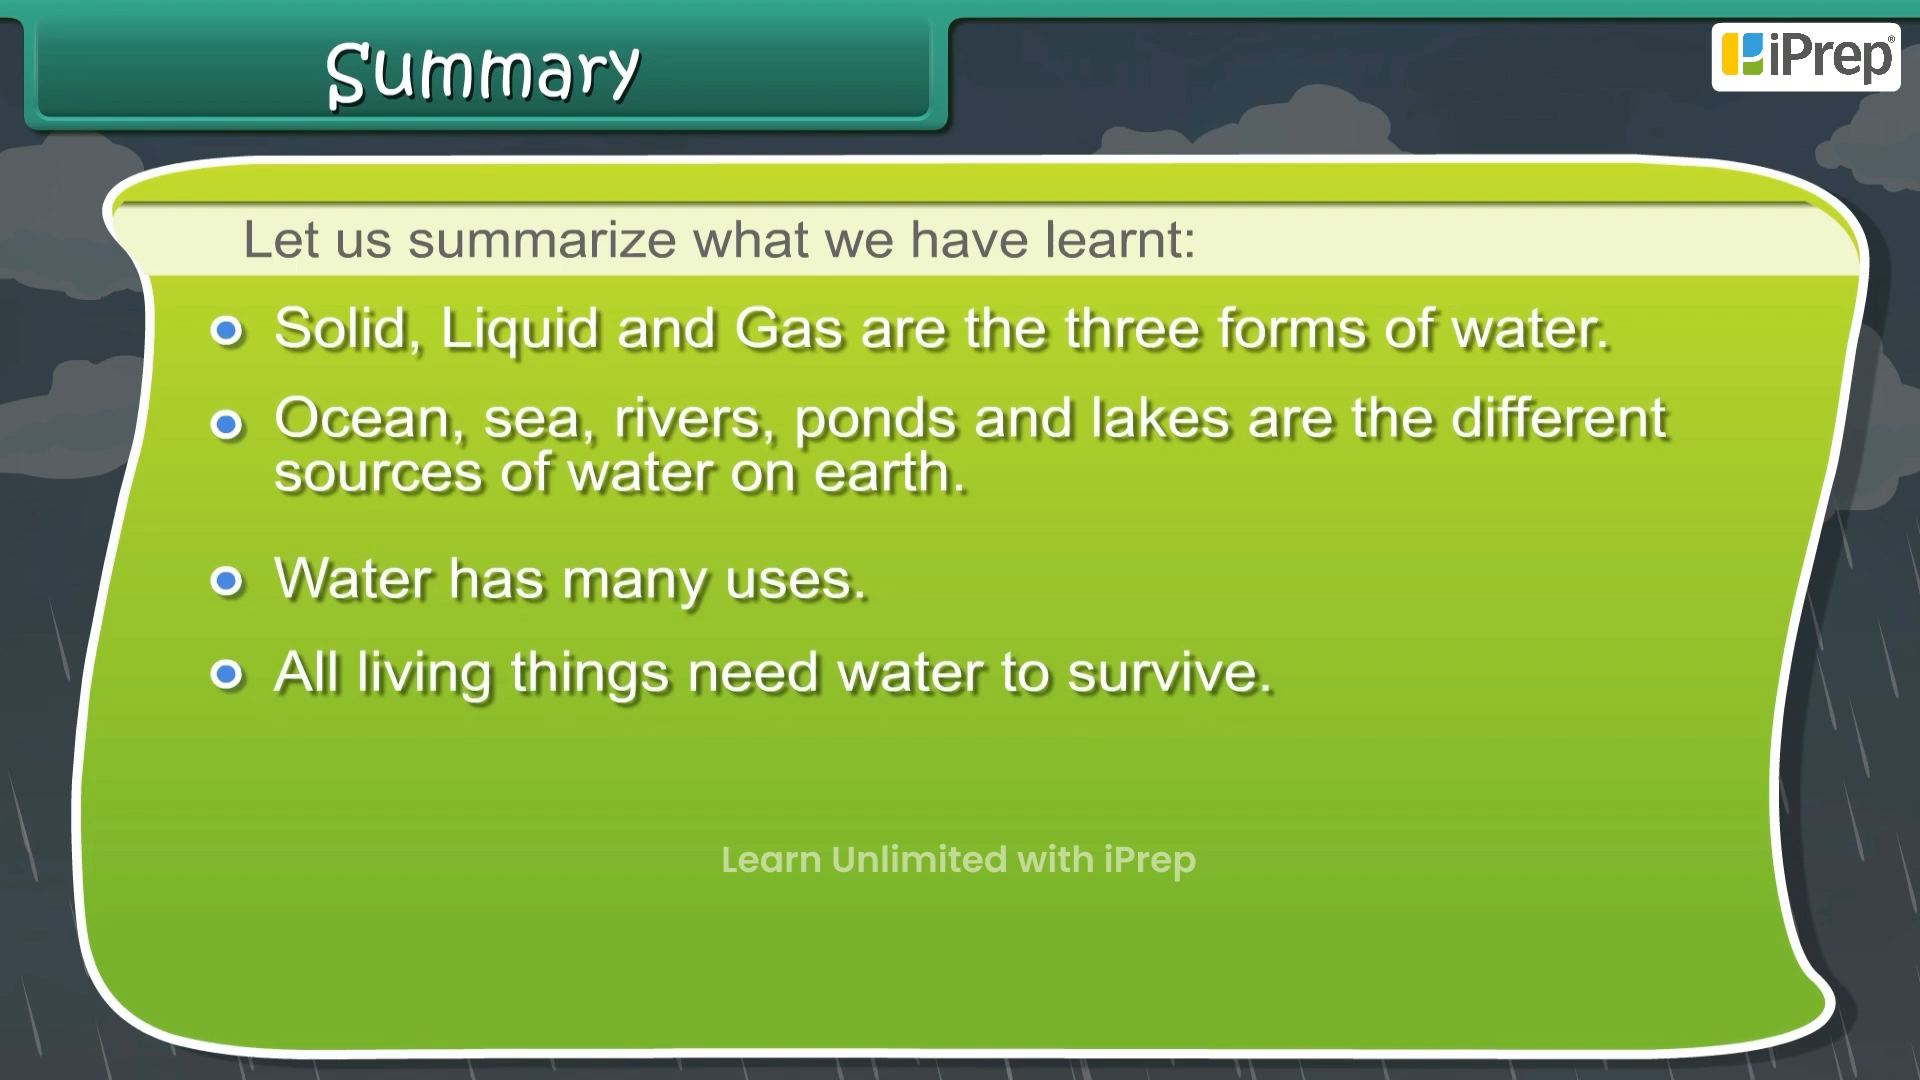 Summary
iPrep®
Let us summarize what we have learnt:
Solid, Liquid and Gas are the three forms of water.
Ocean, sea, rivers, ponds and lakes are the different
sources of water on earth.
Water has many uses.
All living things need water to survive.
Learn Unlimited with iPrep